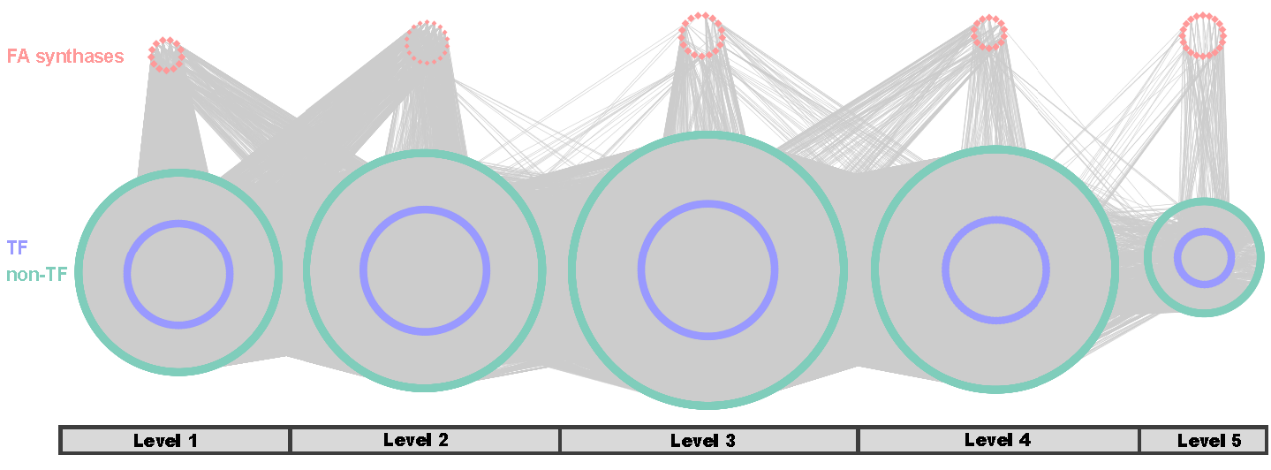 FA synthases
TF
non-TF
Level 1
Level 2
Level 3
Level 4
Level 5